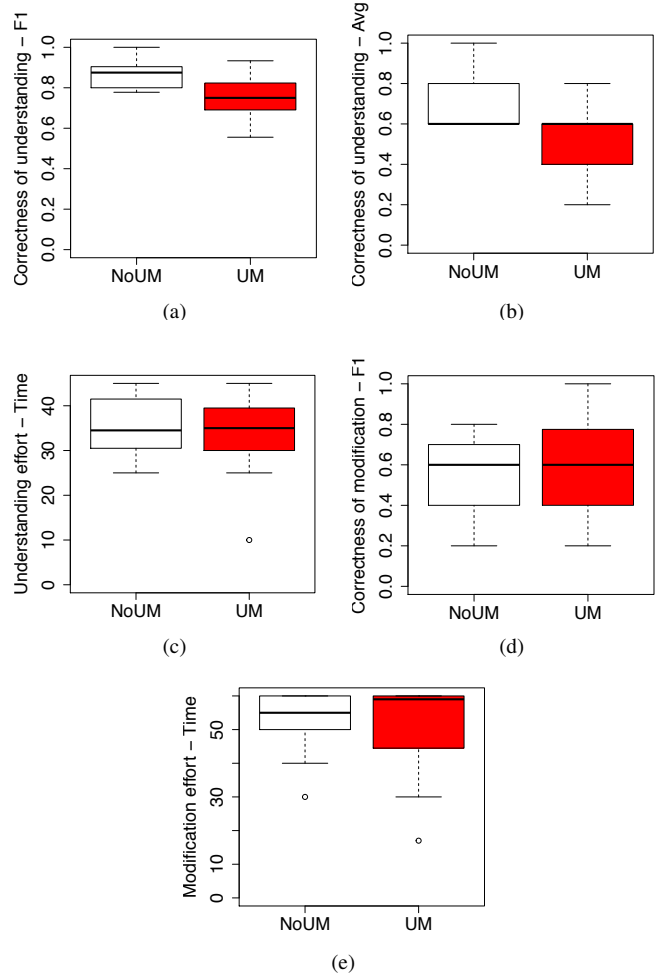 Correctness of understanding – F1
1.0
0.8
0.6
0.4
0.2
0.0
NoUM UM
(a)
Correctness of understanding – Avg
1.0
0.8
0.6
0.4
0.2
0.0
NoUM UM
(b)
Understanding effort – Time
40
30
20
10
0
NoUM UM
(c)
Correctness of modification – F1
1.0
0.8
0.6
0.4
0.2
0.0
NoUM UM
(d)
Modification effort – Time
50
30
10
0
NoUM UM
(e)